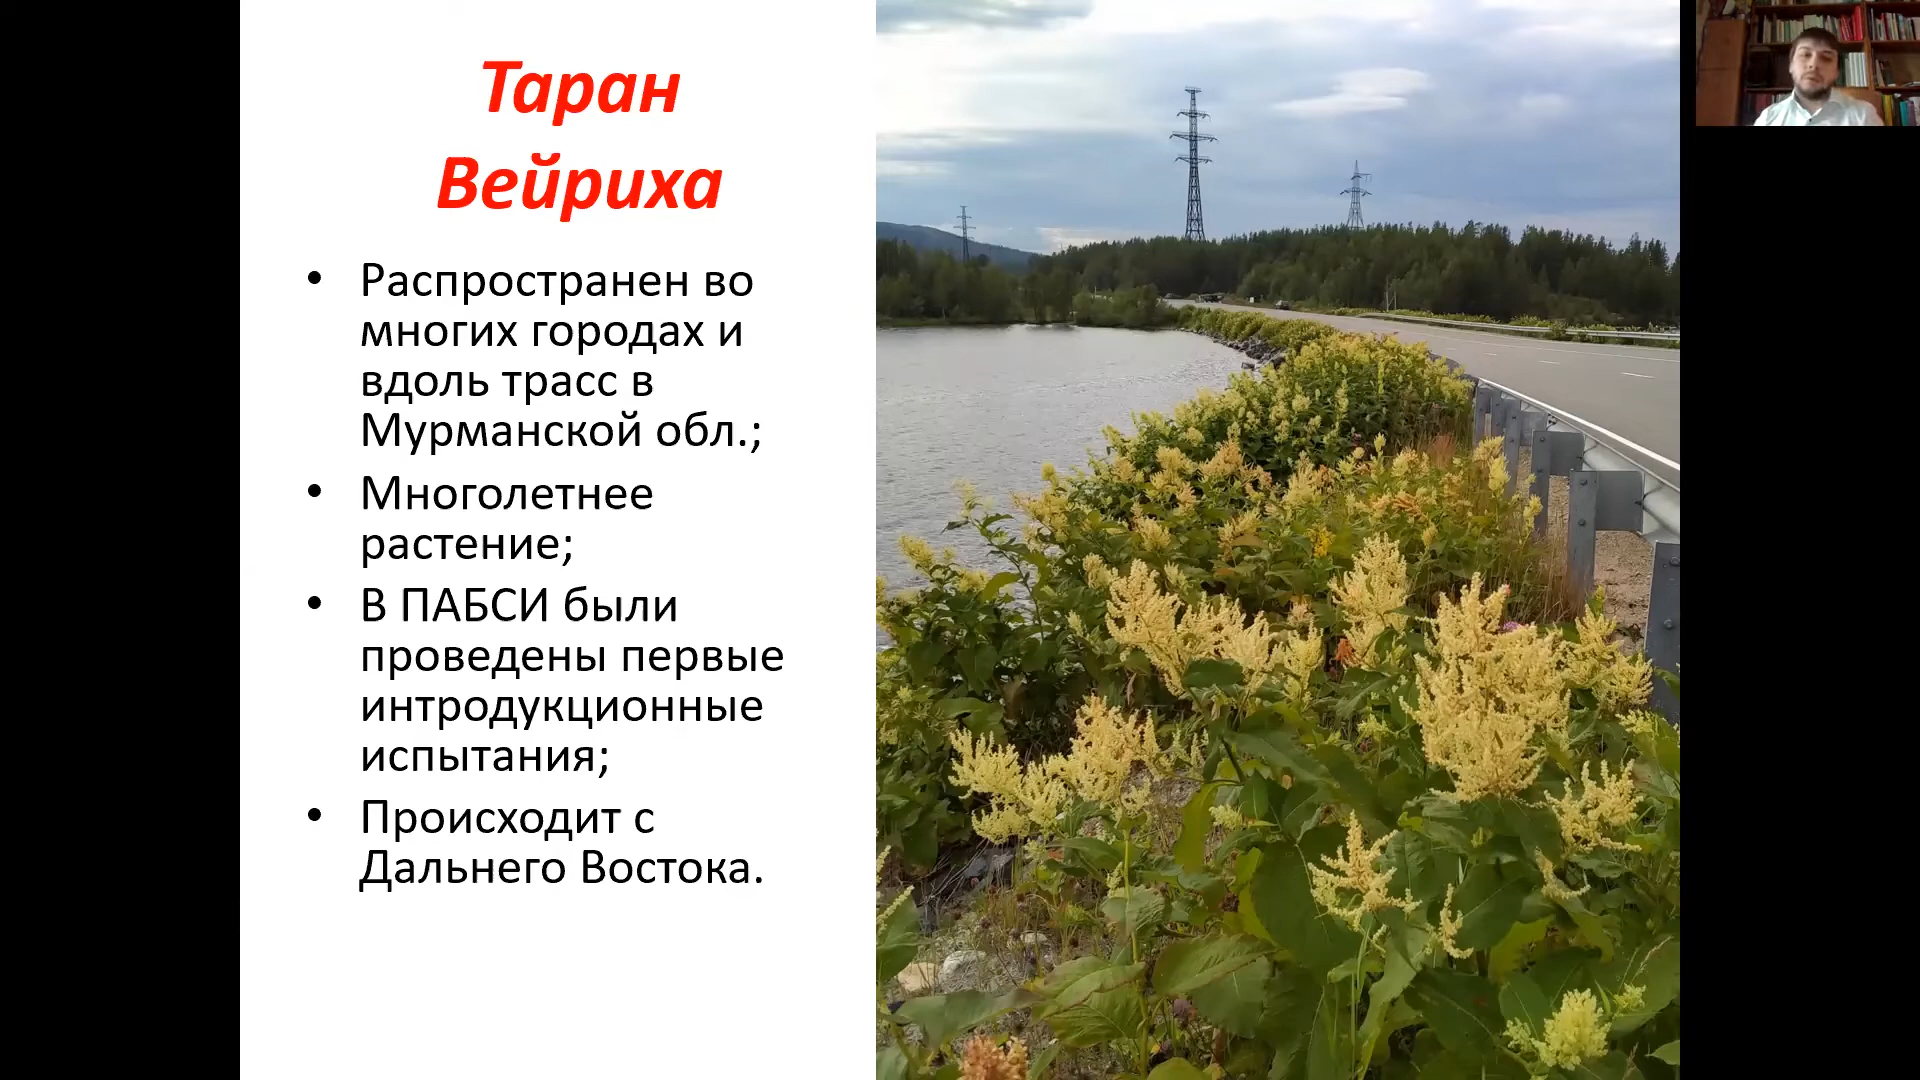 Таран
Вейриха
• Распространен во
многих городах и
вдоль трасс в
Мурманской обл.;
• Многолетнее
растение;
• В ПАБСИ были
проведены первые
интродукционные
испытания;
• Происходит с
Дальнего Востока.